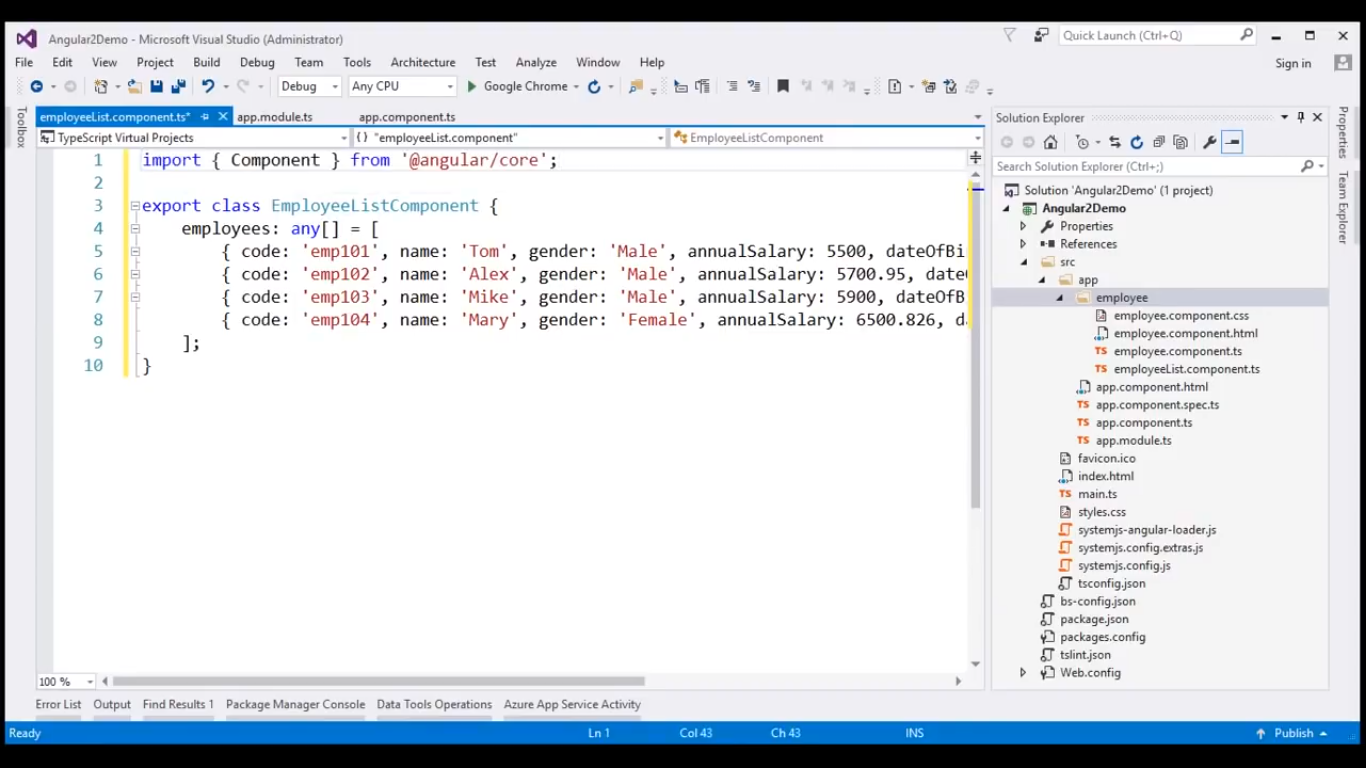 Angular2Demo - Microsoft Visual Studio (Administrator)
Quick Launch (Ctrl+Q)
File Edit View Project Build Debug Team Tools Architecture Test Analyze Window Help
Sign in
Debug Any CPU Google Chrome
Toolbox
employeeList.component.ts* app.module.ts app.component.ts
TypeScript Virtual Projects {} "employeeList.component" EmployeeListComponent
1 import { Component } from '@angular/core';
2
3 export class EmployeeListComponent {
4 employees: any[] = [
5 { code: 'emp101', name: 'Tom', gender: 'Male', annualSalary: 5500, dateOfBi
6 { code: 'emp102', name: 'Alex', gender: 'Male', annualSalary: 5700.95, date
7 { code: 'emp103', name: 'Mike', gender: 'Male', annualSalary: 5900, dateOfB
8 { code: 'emp104', name: 'Mary', gender: 'Female', annualSalary: 6500.826, d
9 ];
10 }
100 %
Solution Explorer
Search Solution Explorer (Ctrl+;)
Solution 'Angular2Demo' (1 project)
Angular2Demo
Properties
References
src
app
employee
employee.component.css
employee.component.html
employee.component.ts
employeeList.component.ts
app.component.html
app.component.spec.ts
app.component.ts
app.module.ts
favicon.ico
index.html
main.ts
styles.css
systemjs-angular-loader.js
systemjs.config.extras.js
systemjs.config.js
tsconfig.json
bs-config.json
package.json
packages.config
tslint.json
Web.config
Properties
Team Explorer
Error List Output Find Results 1 Package Manager Console Data Tools Operations Azure App Service Activity
Ready Ln 1 Col 43 Ch 43 INS Publish